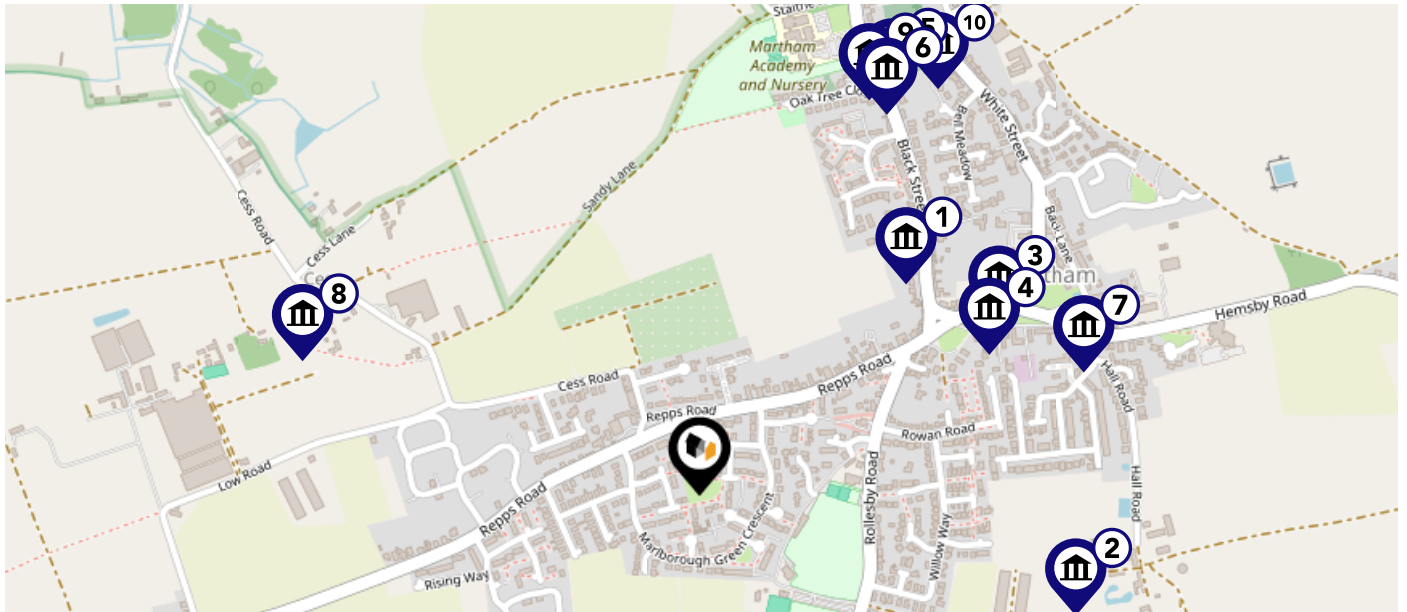 Staithe
9
5
10
6
Martham
Academy
and Nursery
Oak Tree Clo
White Street
Bell Meadow
Black Street
Sandy Lane
Cess Road
Cess Lane
Back Lane
1
3
tham
Ce
8
4
7
Hemsby Road
Cess Road
Repps Road
Hall Road
Repps Road
Rowan Road
Low Road
Repps Road
Rollesby Road
Hall Road
Marlborough Green Crescent
Willow Way
2
Rising Way